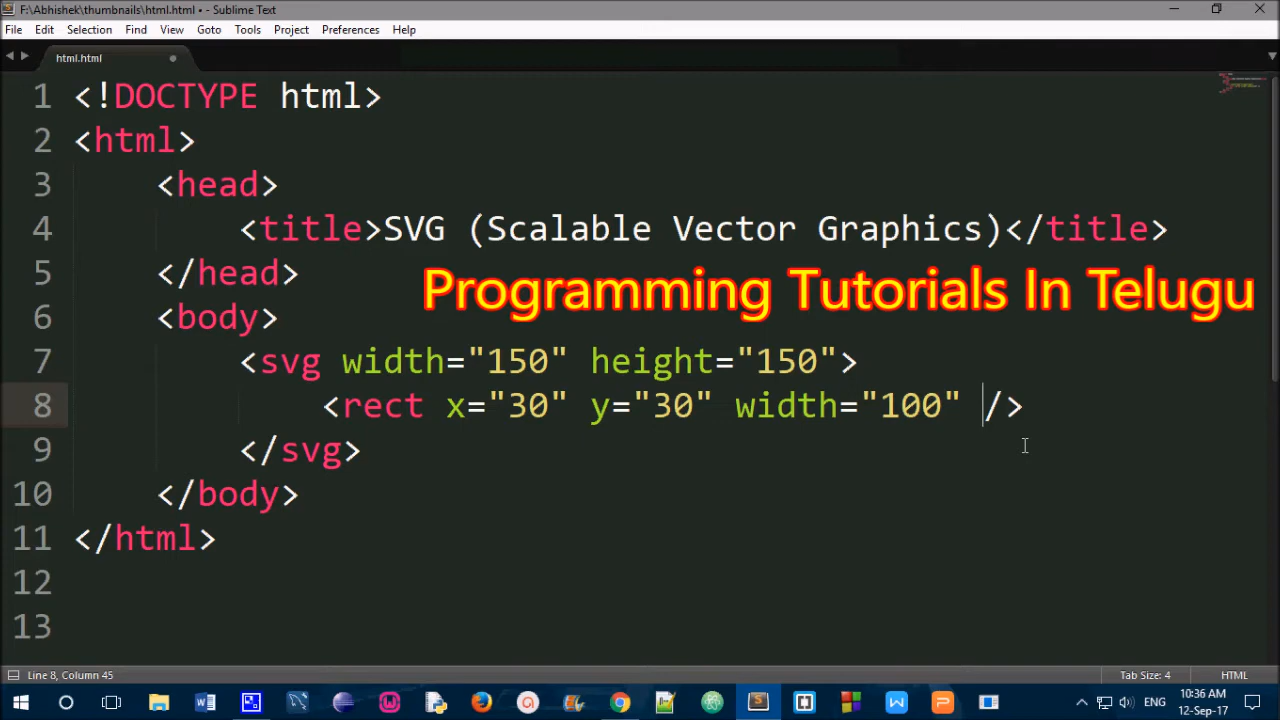 F:\Abhishek\thumbnails\html.html • - Sublime Text
File Edit Selection Find View Goto Tools Project Preferences Help
html.html
1 <!DOCTYPE html>
2 <html>
3 <head>
4 <title>SVG (Scalable Vector Graphics)</title>
5 </head>
Programming Tutorials In Telugu
6 <body>
7 <svg width="150" height="150">
8 <rect x="30" y="30" width="100" />
9 </svg>
10 </body>
11 </html>
12
13
Line 8, Column 45 Tab Size: 4 HTML
ENG 10:36 AM
12-Sep-17